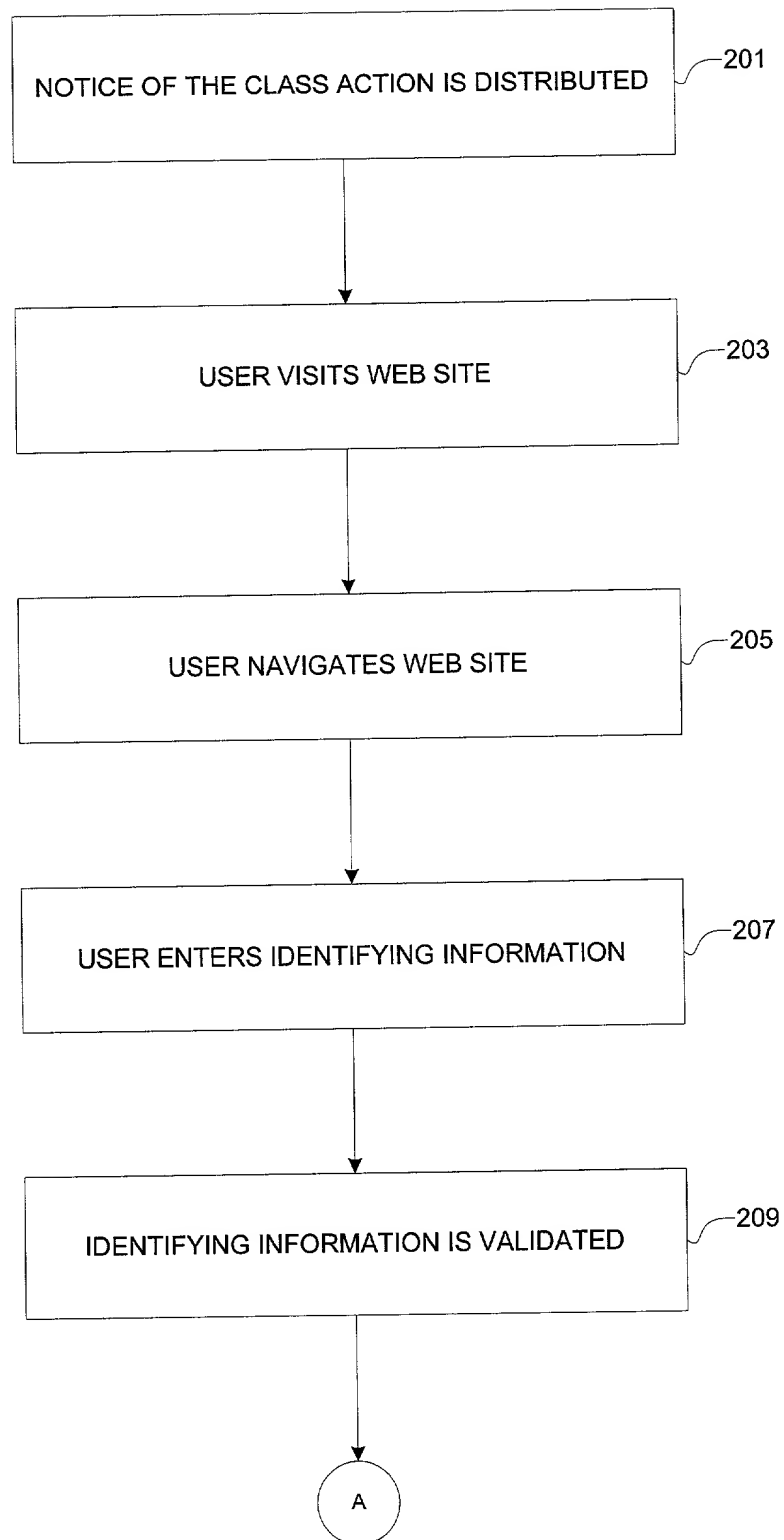 NOTICE OF THE CLASS ACTION IS DISTRIBUTED
201
USER VISITS WEB SITE
203
USER NAVIGATES WEB SITE
205
USER ENTERS IDENTIFYING INFORMATION
207
IDENTIFYING INFORMATION IS VALIDATED
209
A